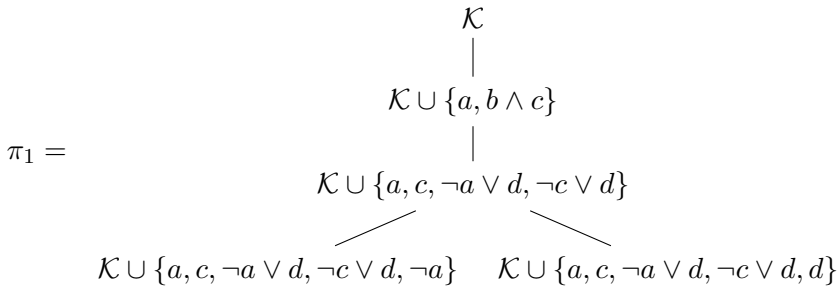 𝒦
𝒦 ∪ {a, b ∧ c}
π₁ =
𝒦 ∪ {a, c, ¬a ∨ d, ¬c ∨ d}
𝒦 ∪ {a, c, ¬a ∨ d, ¬c ∨ d, ¬a} 𝒦 ∪ {a, c, ¬a ∨ d, ¬c ∨ d, d}